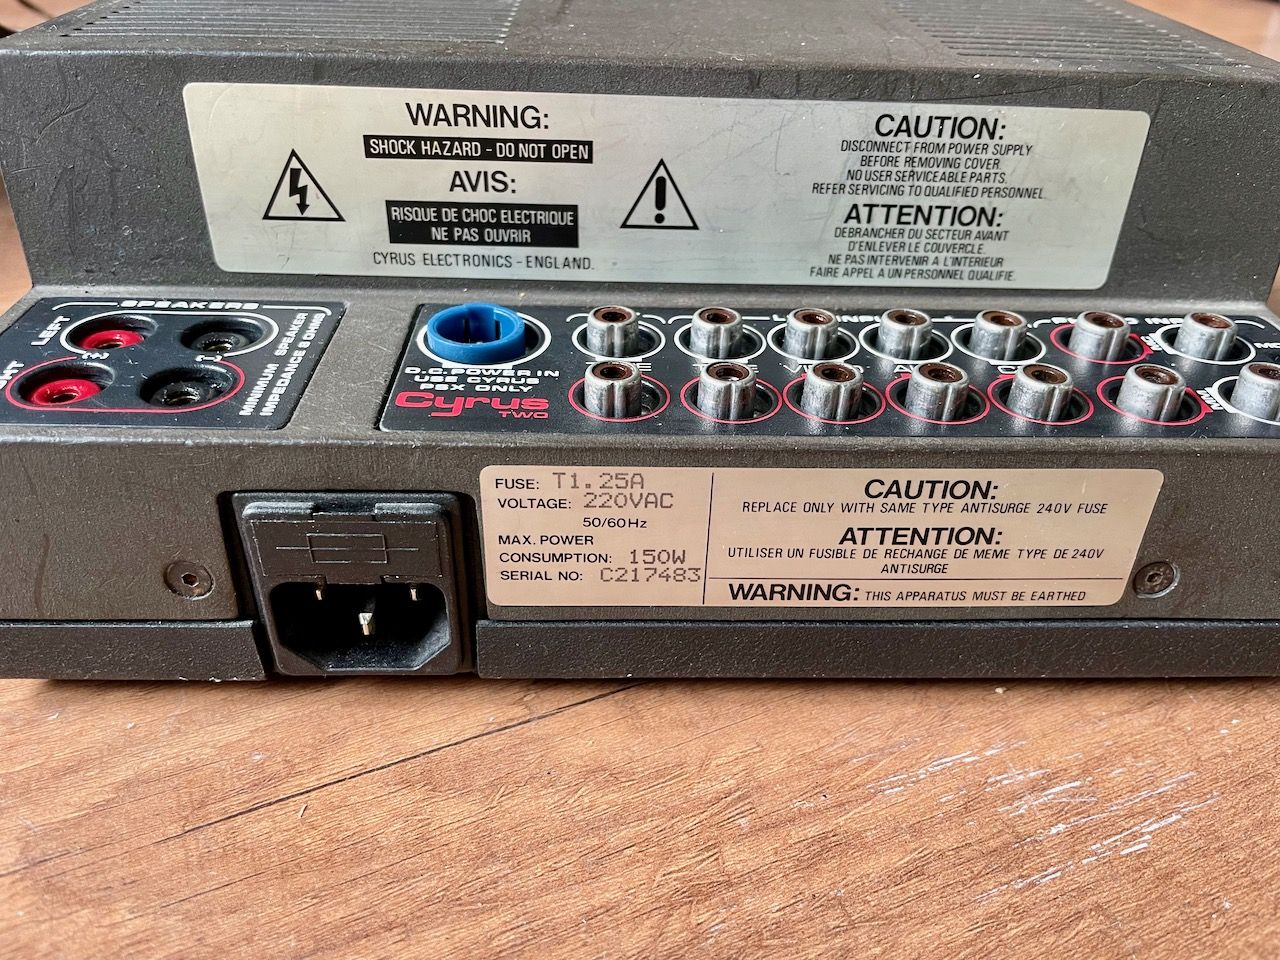 WARNING:
SHOCK HAZARD - DO NOT OPEN
AVIS:
RISQUE DE CHOC ELECTRIQUE
NE PAS OUVRIR
CYRUS ELECTRONICS - ENGLAND.
CAUTION:
DISCONNECT FROM POWER SUPPLY
BEFORE REMOVING COVER.
NO USER SERVICEABLE PARTS.
REFER SERVICING TO QUALIFIED PERSONNEL.
ATTENTION:
DEBRANCHER DU SECTEUR AVANT
D'ENLEVER LE COUVERCLE.
NE PAS INTERVENIR A L'INTERIEUR
FAIRE APPEL A UN PERSONNEL QUALIFIE.
SPEAKERS
LEFT
(+)
MINIMUM SPEAKER
IMPEDANCE 8 OHMS
D.C. POWER IN
USE CYRUS
PSX ONLY
Cyrus
TWO
FUSE: T1.25A
VOLTAGE: 220VAC
50/60Hz
MAX. POWER
CONSUMPTION: 150W
SERIAL NO: C217483
CAUTION:
REPLACE ONLY WITH SAME TYPE ANTISURGE 240V FUSE
ATTENTION:
UTILISER UN FUSIBLE DE RECHANGE DE MEME TYPE DE 240V
ANTISURGE
WARNING: THIS APPARATUS MUST BE EARTHED